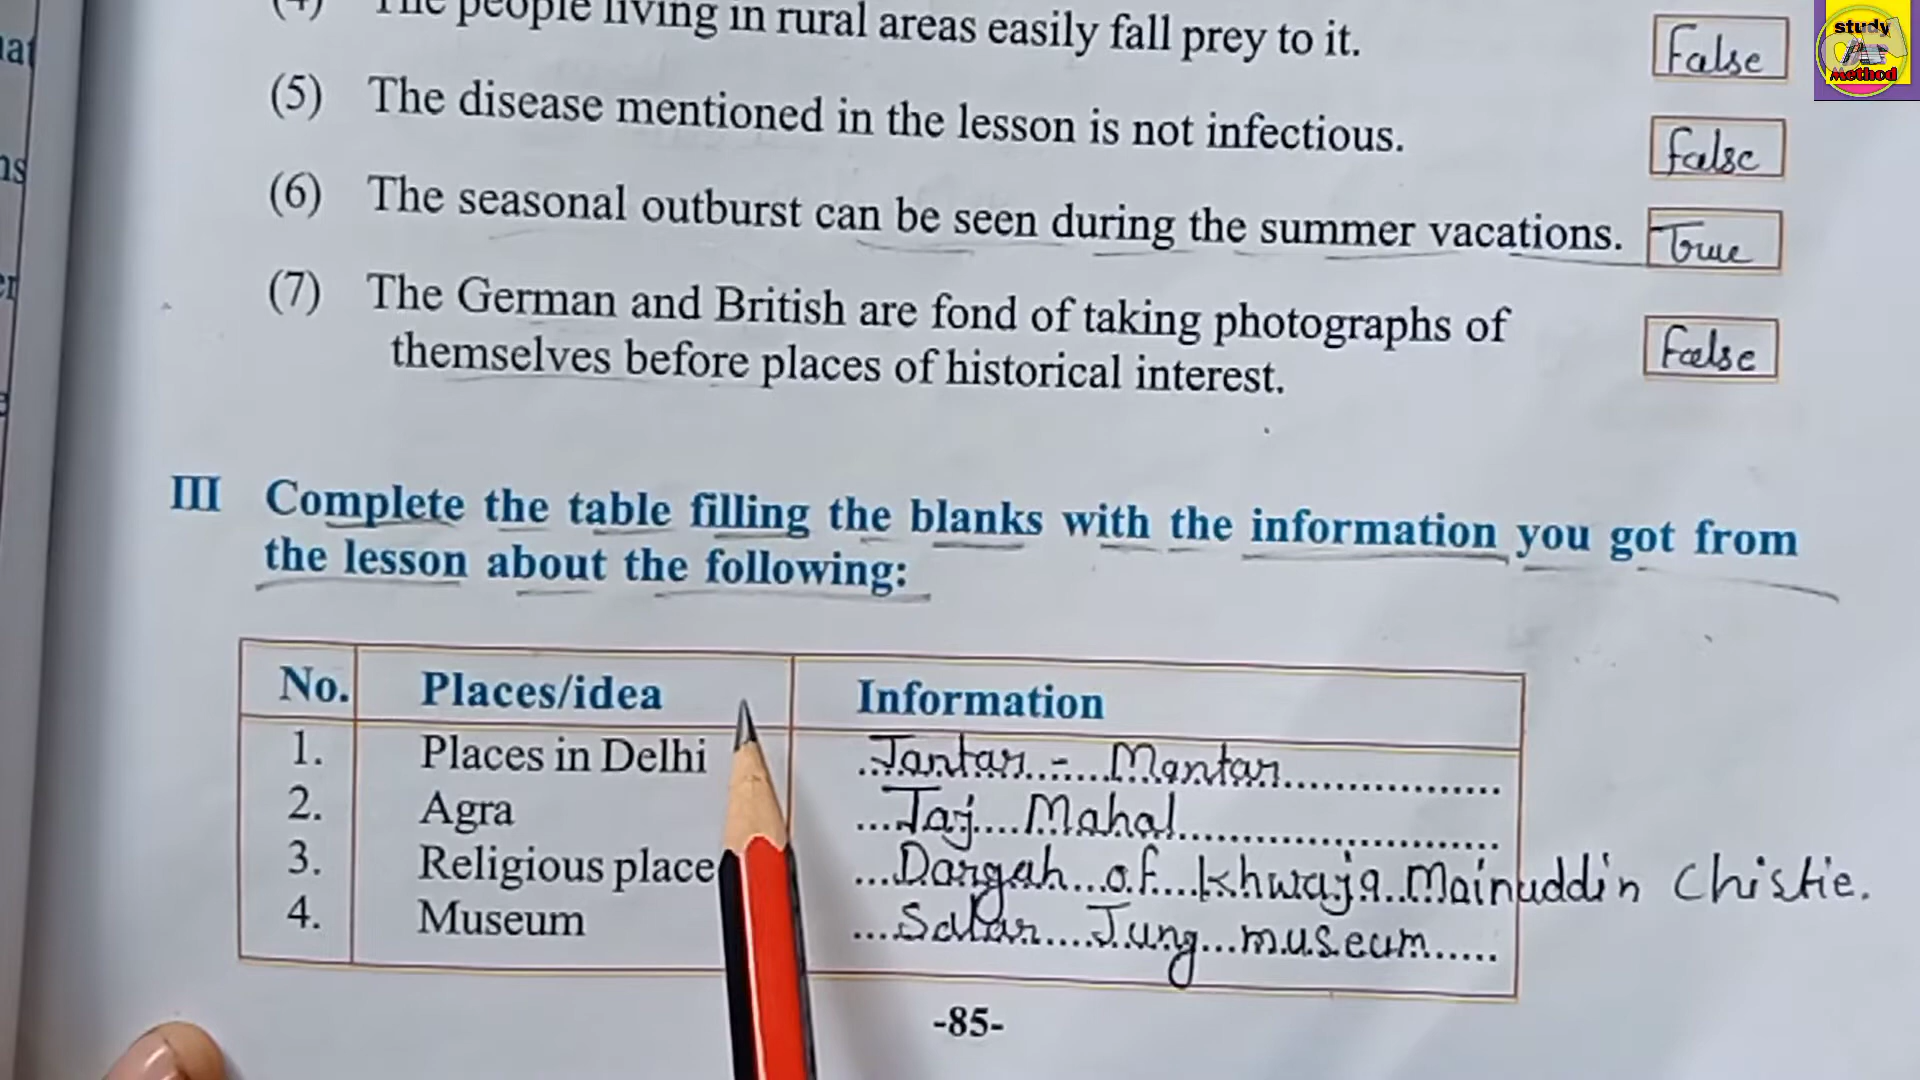 (4) The people living in rural areas easily fall prey to it. False
(5) The disease mentioned in the lesson is not infectious. False
(6) The seasonal outburst can be seen during the summer vacations. True
(7) The German and British are fond of taking photographs of
themselves before places of historical interest. False
III Complete the table filling the blanks with the information you got from
the lesson about the following:
No. Places/idea Information
1. Places in Delhi Jantar - Mantar
2. Agra Taj Mahal
3. Religious place Dargah of Khwaja Mainuddin Chistie.
4. Museum Salar Jung museum
-85-
study
Method